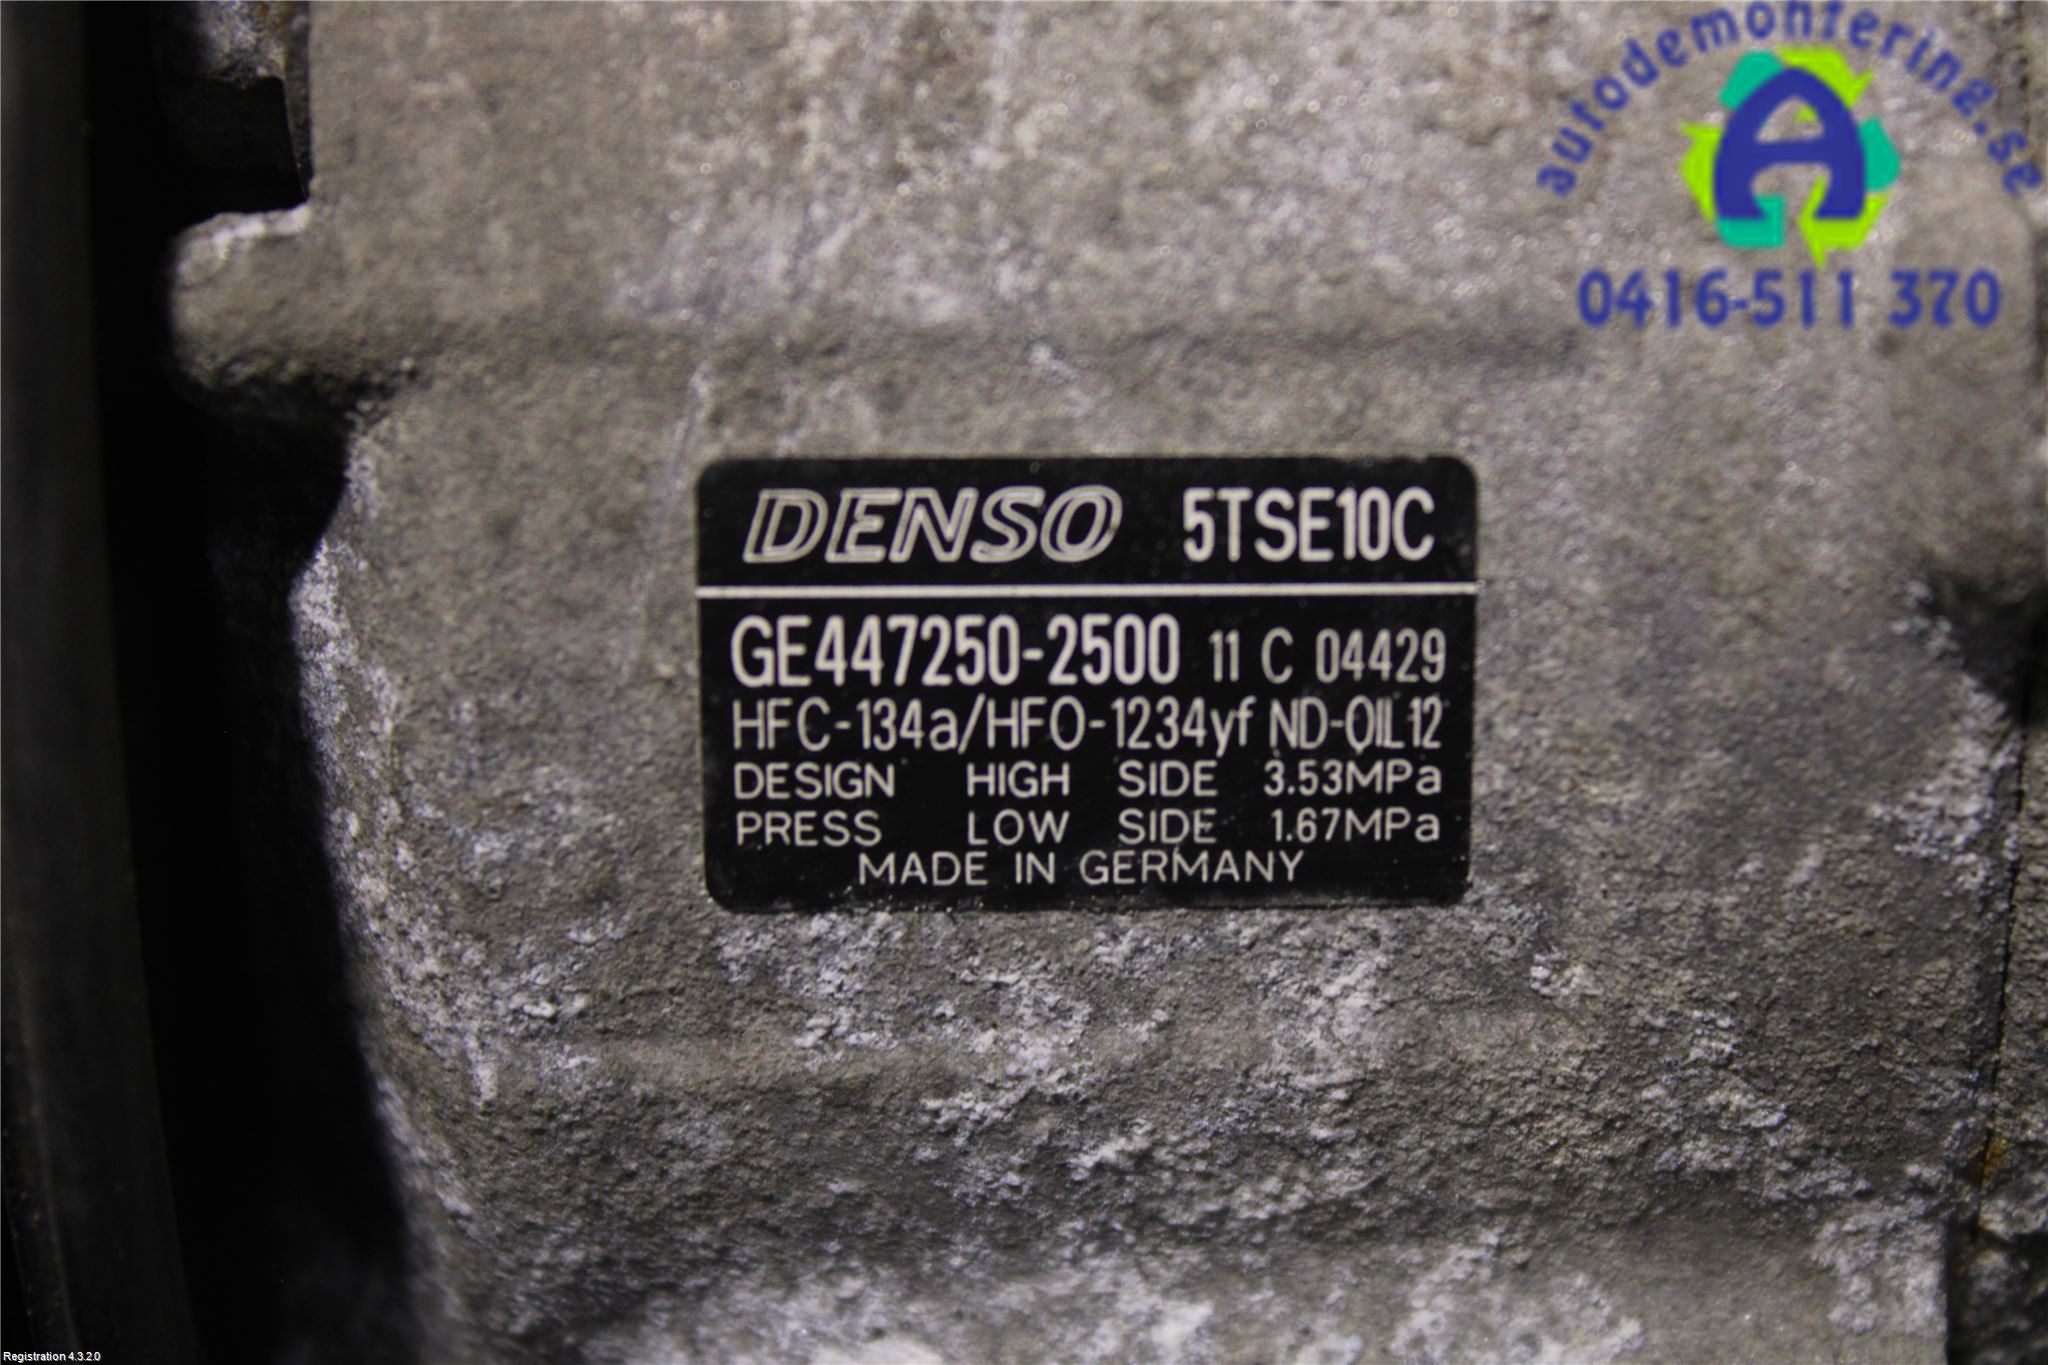 autodemontering.se
A
0416-511 370
DENSO 5TSE10C
GE447250-2500 11 C 04429
HFC-134a/HFO-1234yf ND-OIL12
DESIGN HIGH SIDE 3.53MPa
PRESS LOW SIDE 1.67MPa
MADE IN GERMANY
Registration 4.3.2.0